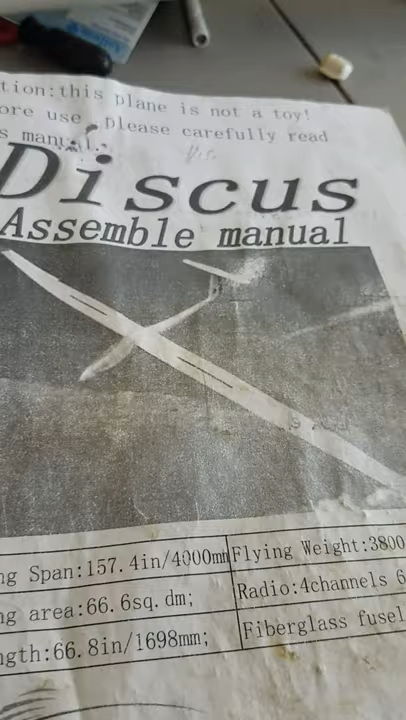 tion:this plane is not a toy!
ore use, please carefully read
s manual.
Discus
Assemble manual
ng Span:157.4in/4000mm
Flying Weight:3800
ng area:66.6sq.dm;
Radio:4channels 6
ngth:66.8in/1698mm;
Fiberglass fusel